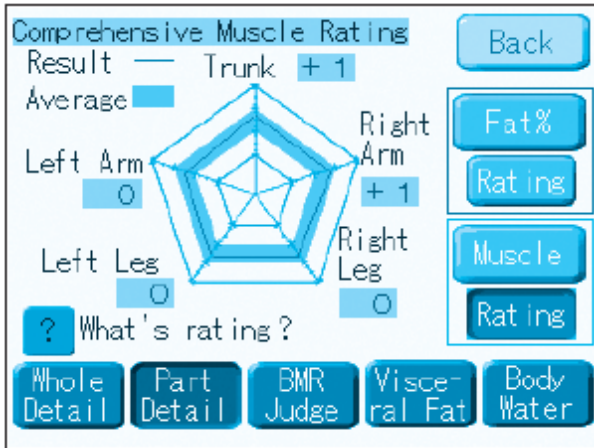 Comprehensive Muscle Rating
Back
Result
Trunk + 1
Average
Fat%
Right
Arm
+ 1
Left Arm
0
Rating
Left Leg
0
Right
Leg
0
Muscle
Rating
? What's rating?
Whole
Detail
Part
Detail
BMR
Judge
Visce-
ral Fat
Body
Water